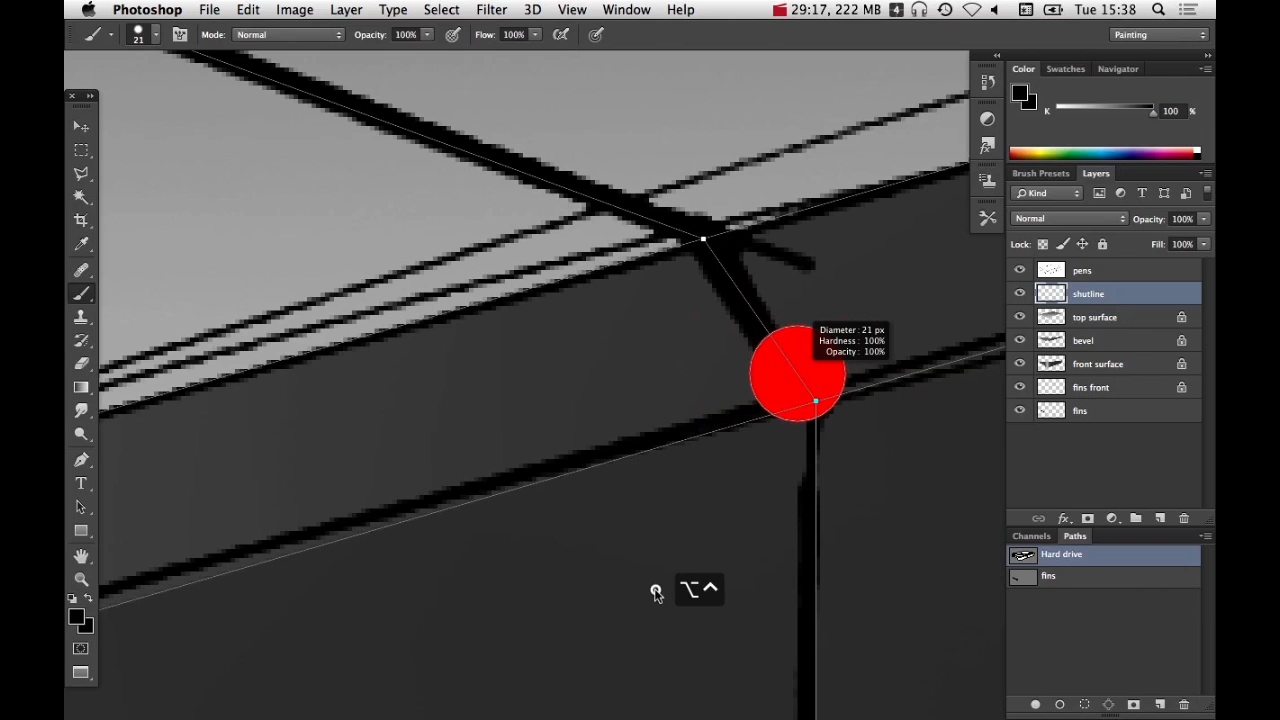 Photoshop File Edit Image Layer Type Select Filter 3D View Window Help 29:17, 222 MB 4 Tue 15:38
21 Mode: Normal Opacity: 100% Flow: 100% Painting
Color Swatches Navigator
K 100 %
Brush Presets Layers
Kind
Normal Opacity: 100%
Lock: Fill: 100%
pens
shutline
top surface
bevel
front surface
fins front
fins
fx
Channels Paths
Hard drive
fins
Diameter: 21 px
Hardness: 100%
Opacity: 100%
⌥^
T